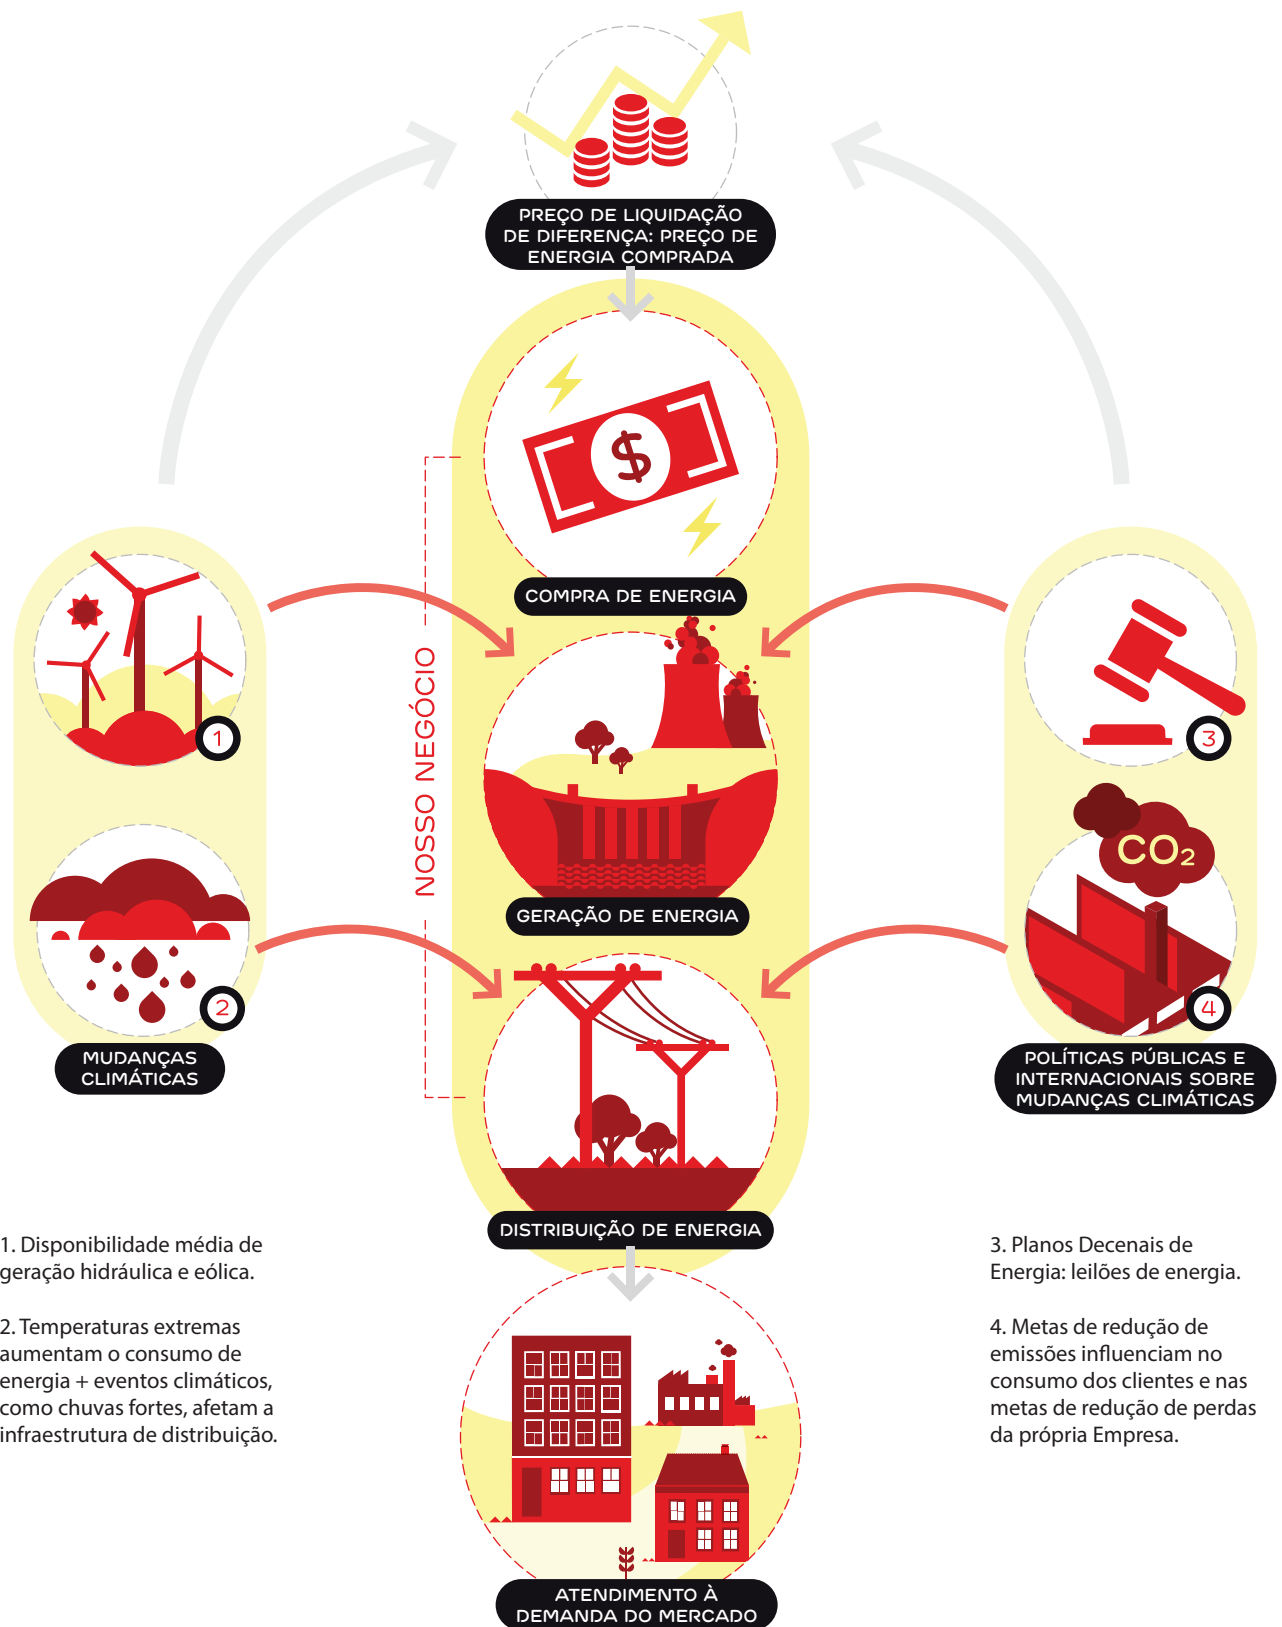 PREÇO DE LIQUIDAÇÃO
DE DIFERENÇA: PREÇO DE
ENERGIA COMPRADA
$
COMPRA DE ENERGIA
NOSSO NEGÓCIO
1
3
GERAÇÃO DE ENERGIA
CO₂
2
4
MUDANÇAS
CLIMÁTICAS
POLÍTICAS PÚBLICAS E
INTERNACIONAIS SOBRE
MUDANÇAS CLIMÁTICAS
DISTRIBUIÇÃO DE ENERGIA
1. Disponibilidade média de
geração hidráulica e eólica.
2. Temperaturas extremas
aumentam o consumo de
energia + eventos climáticos,
como chuvas fortes, afetam a
infraestrutura de distribuição.
3. Planos Decenais de
Energia: leilões de energia.
4. Metas de redução de
emissões influenciam no
consumo dos clientes e nas
metas de redução de perdas
da própria Empresa.
ATENDIMENTO À
DEMANDA DO MERCADO